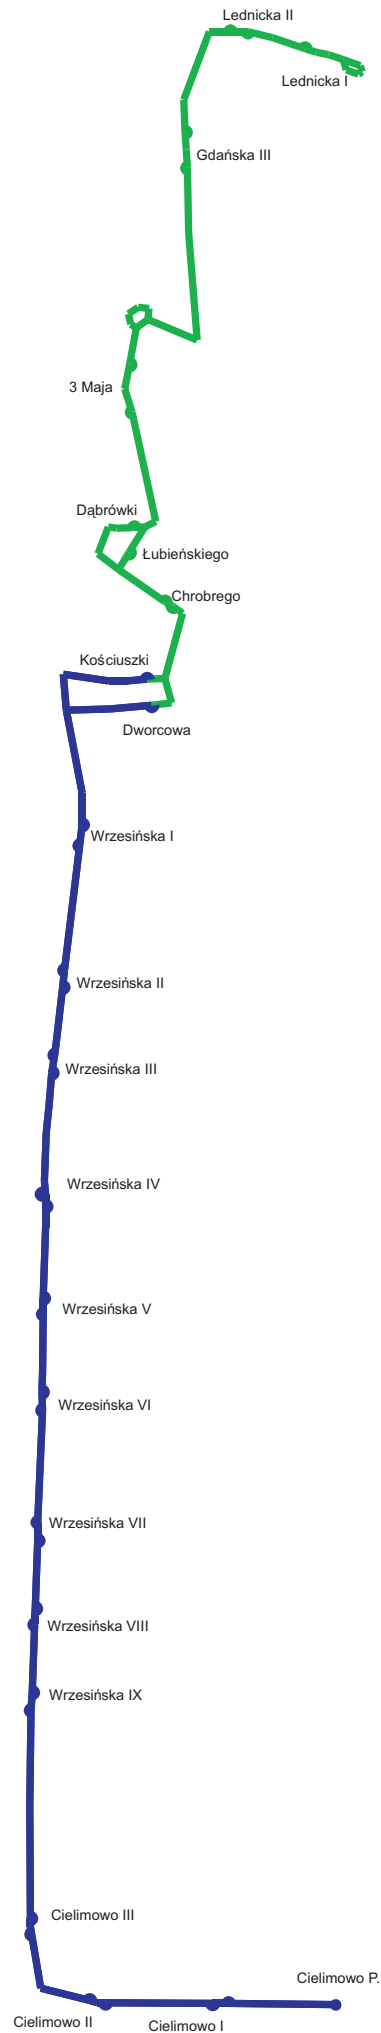 Lednicka II
Lednicka I
Gdańska III
3 Maja
Dąbrówki
Łubieńskiego
Chrobrego
Kościuszki
Dworcowa
Wrzesińska I
Wrzesińska II
Wrzesińska III
Wrzesińska IV
Wrzesińska V
Wrzesińska VI
Wrzesińska VII
Wrzesińska VIII
Wrzesińska IX
Cielimowo III
Cielimowo P.
Cielimowo II
Cielimowo I